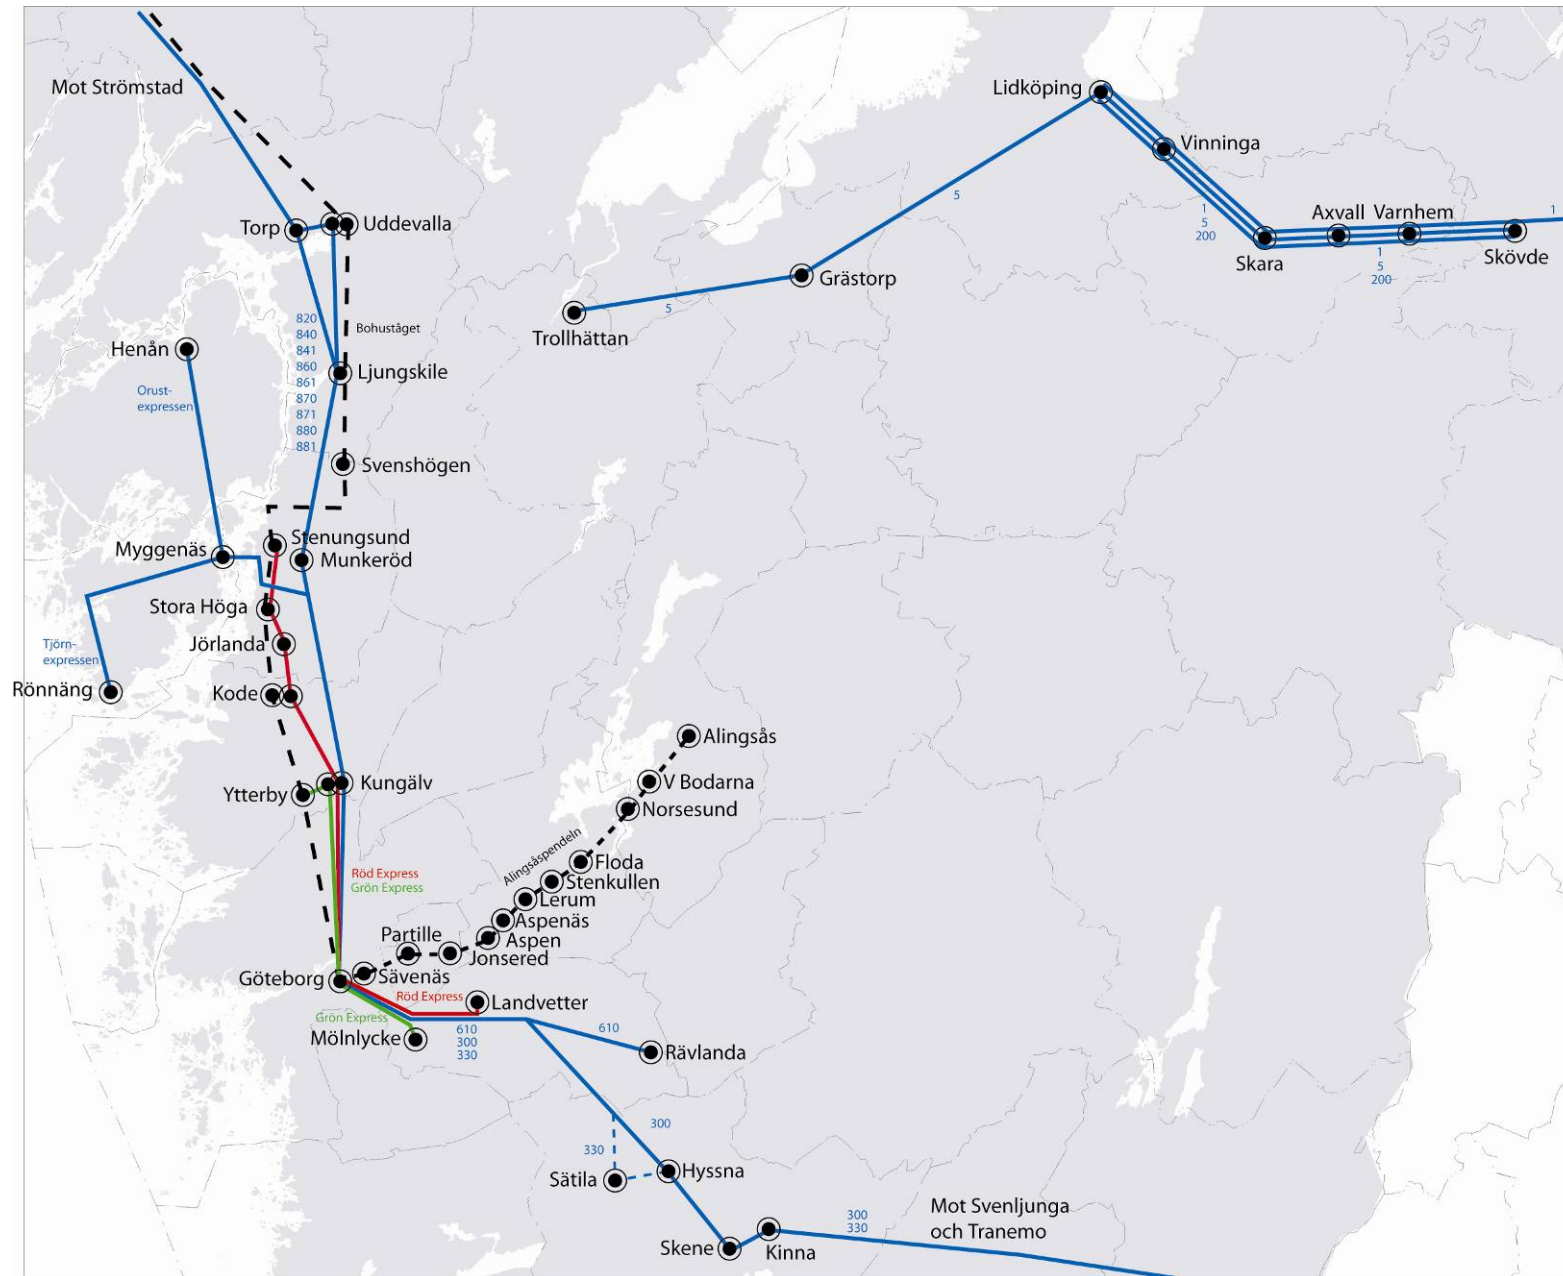 Mot Strömstad
Lidköping
Vinninga
5
1
5
200
Axvall
Varnhem
1
Torp
Uddevalla
Skara
1
5
200
Skövde
Grästorp
5
Trollhättan
820
840
841
860
861
870
871
880
881
Bohuståget
Henån
Ljungskile
Orust-
expressen
Svenshögen
Stenungsund
Myggenäs
Munkeröd
Stora Höga
Jörlanda
Tjörn-
expressen
Rönnäng
Kode
Alingsås
Kungälv
V Bodarna
Ytterby
Norsesund
Alingsåspendeln
Röd Express
Grön Express
Floda
Stenkullen
Lerum
Aspenäs
Partille
Aspen
Jonsered
Göteborg
Sävenäs
Röd Express
Landvetter
Grön Express
Mölnlycke
610
300
330
610
Rävlanda
300
330
Sätila
Hyssna
Mot Svenljunga
och Tranemo
300
330
Skene
Kinna